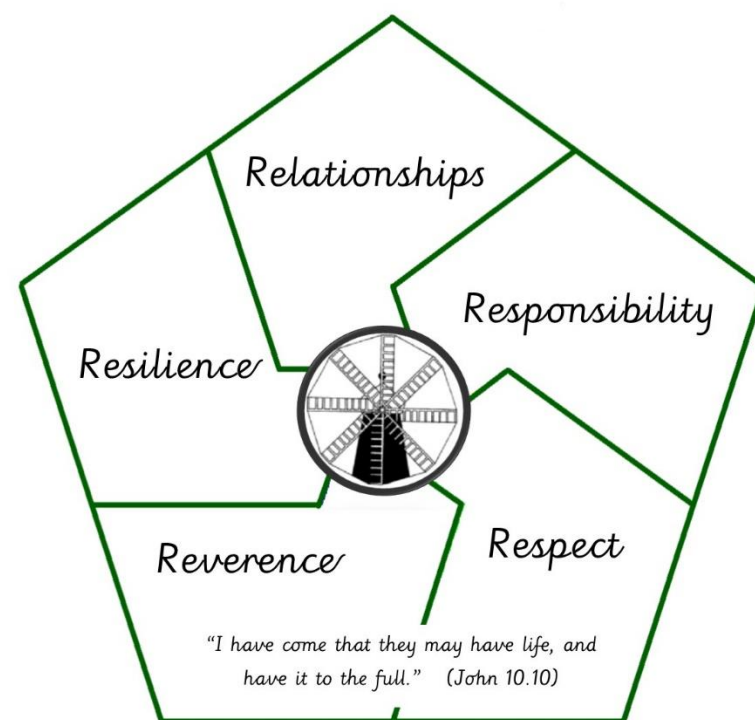 Relationships
Responsibility
Resilience
Reverence
Respect
“I have come that they may have life, and
have it to the full.” (John 10.10)